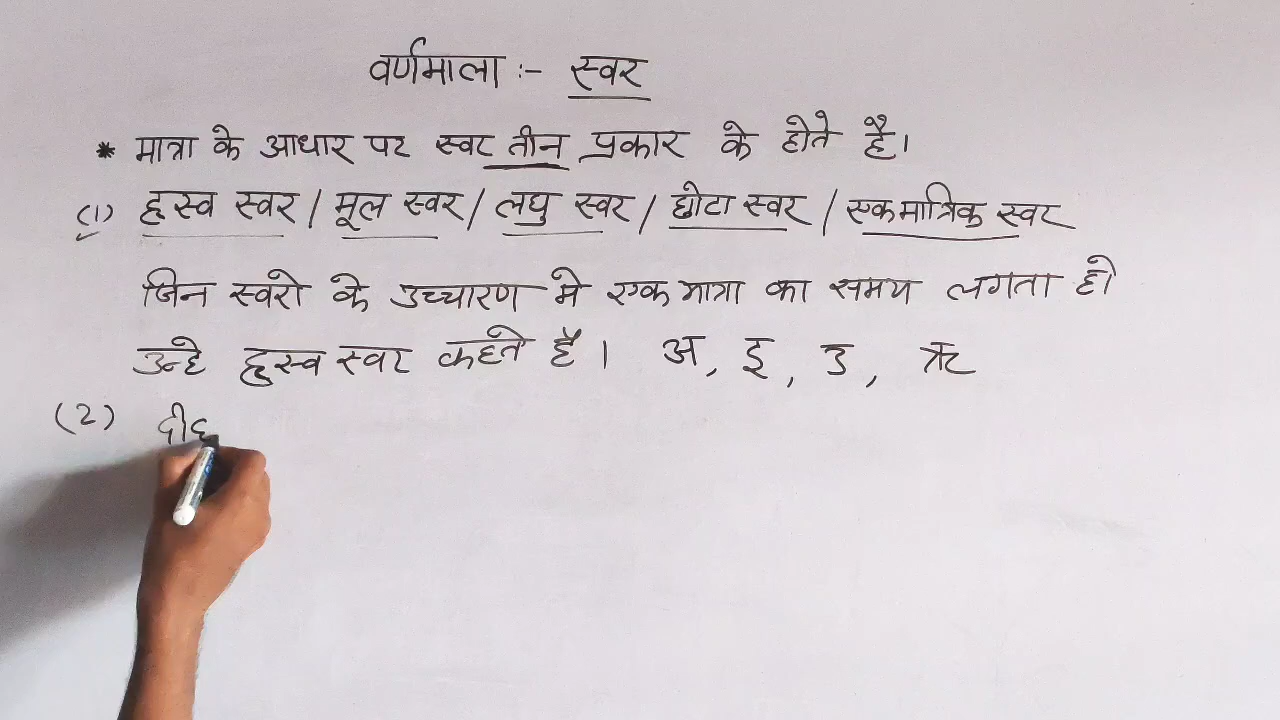 वर्णमाला :- स्वर
* मात्रा के आधार पर स्वर तीन प्रकार के होते है।
(1) ह्रस्व स्वर / मूल स्वर / लघु स्वर / छोटा स्वर / एकमात्रिक स्वर
जिन स्वरो के उच्चारण मे एक मात्रा का समय लगता हो
उन्हे ह्रस्व स्वर कहते है। अ, इ, उ, ऋ
(2) दीघ